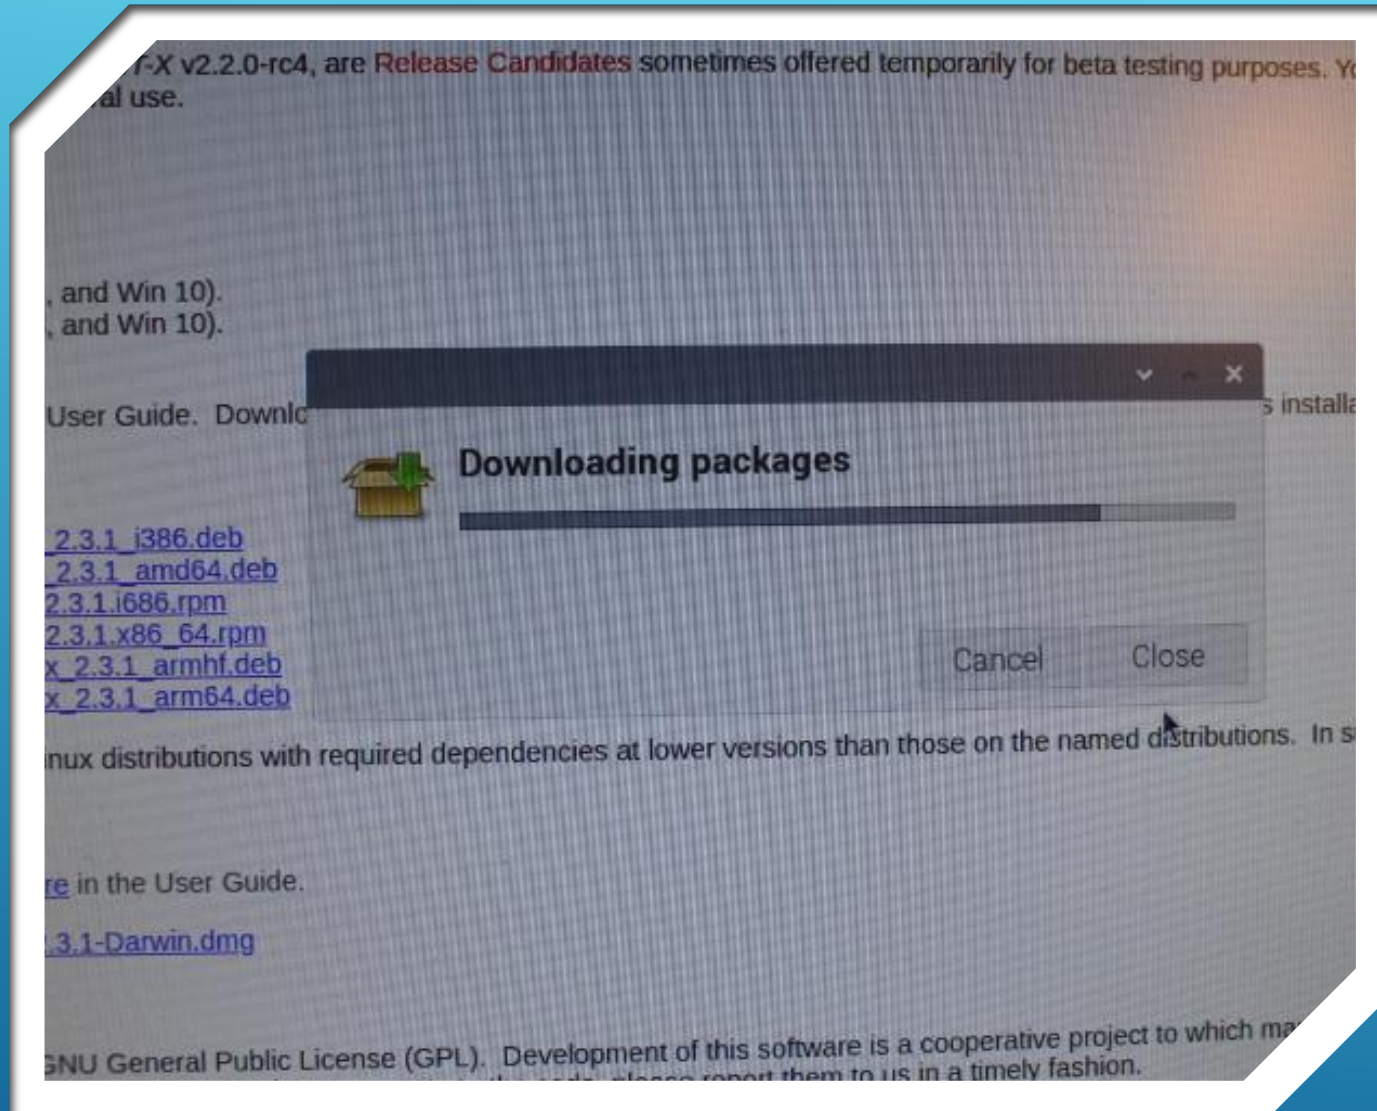 T-X v2.2.0-rc4, are Release Candidates sometimes offered temporarily for beta testing purposes.
al use.
, and Win 10).
, and Win 10).
User Guide. Downlo
s installa
Downloading packages
_2.3.1_i386.deb
_2.3.1_amd64.deb
2.3.1.i686.rpm
2.3.1.x86_64.rpm
x_2.3.1_armhf.deb
x_2.3.1_arm64.deb
Cancel Close
inux distributions with required dependencies at lower versions than those on the named distributions. In s
re in the User Guide.
.3.1-Darwin.dmg
GNU General Public License (GPL). Development of this software is a cooperative project to which ma
please report them to us in a timely fashion.